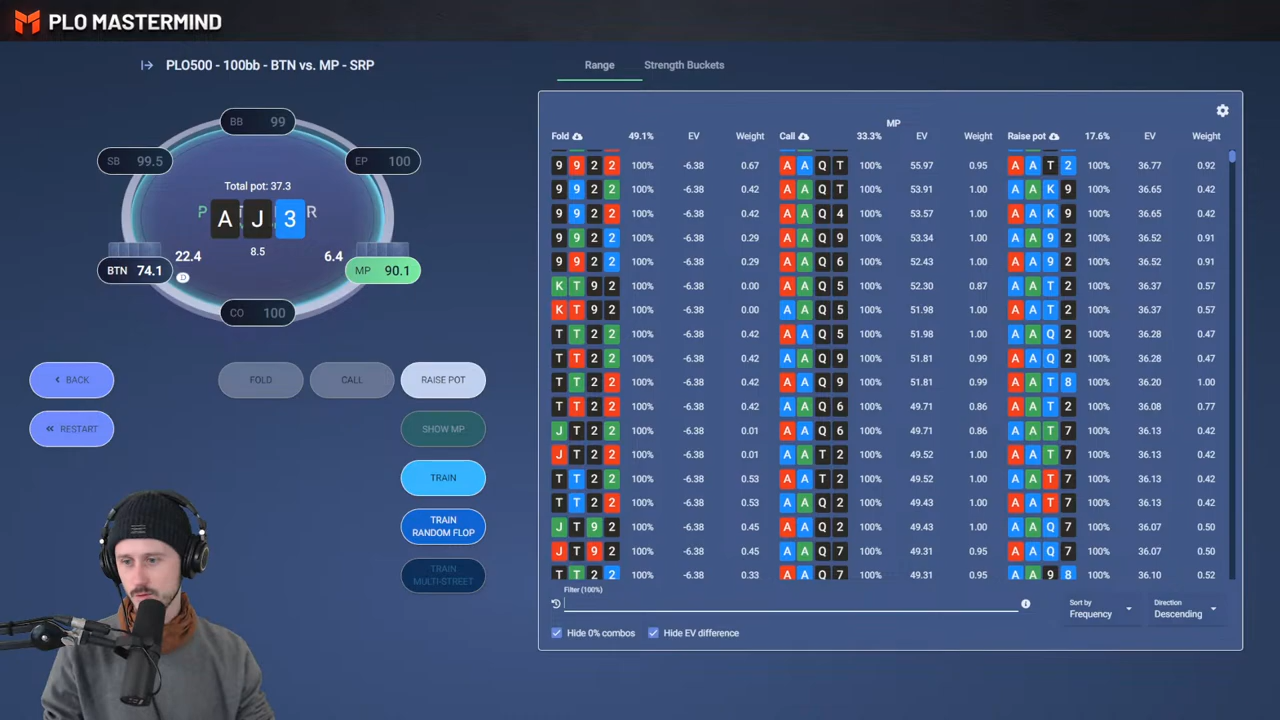 PLO MASTERMIND
PLO500 - 100bb - BTN vs. MP - SRP
Range
Strength Buckets
BB 99
SB 99.5
EP 100
Total pot: 37.3
P R
A J 3
8.5
22.4
6.4
BTN 74.1
D
MP 90.1
CO 100
BACK
RESTART
FOLD
CALL
RAISE POT
SHOW MP
TRAIN
TRAIN
RANDOM FLOP
TRAIN
MULTI-STREET
MP
Fold 49.1% EV Weight Call 33.3% EV Weight Raise pot 17.6% EV Weight
9 9 2 2 100% -6.38 0.67 A A Q T 100% 55.97 0.95 A A T 2 100% 36.77 0.92
9 9 2 2 100% -6.38 0.42 A A Q T 100% 53.91 1.00 A A K 9 100% 36.65 0.42
9 9 2 2 100% -6.38 0.42 A A Q 4 100% 53.57 1.00 A A K 9 100% 36.65 0.42
9 9 2 2 100% -6.38 0.29 A A Q 9 100% 53.34 1.00 A A 9 2 100% 36.52 0.91
9 9 2 2 100% -6.38 0.29 A A Q 6 100% 52.43 1.00 A A 9 2 100% 36.52 0.91
K T 9 2 100% -6.38 0.00 A A Q 5 100% 52.30 0.87 A A T 2 100% 36.37 0.57
K T 9 2 100% -6.38 0.00 A A Q 5 100% 51.98 1.00 A A T 2 100% 36.37 0.57
T T 2 2 100% -6.38 0.42 A A Q 5 100% 51.98 1.00 A A Q 2 100% 36.28 0.47
T T 2 2 100% -6.38 0.42 A A Q 9 100% 51.81 0.99 A A Q 2 100% 36.28 0.47
T T 2 2 100% -6.38 0.42 A A Q 9 100% 51.81 0.99 A A T 8 100% 36.20 1.00
T T 2 2 100% -6.38 0.42 A A Q 6 100% 49.71 0.86 A A T 2 100% 36.08 0.77
J T 2 2 100% -6.38 0.01 A A Q 6 100% 49.71 0.86 A A T 7 100% 36.13 0.42
J T 2 2 100% -6.38 0.01 A A T 2 100% 49.52 1.00 A A T 7 100% 36.13 0.42
T T 2 2 100% -6.38 0.53 A A T 2 100% 49.52 1.00 A A T 7 100% 36.13 0.42
T T 2 2 100% -6.38 0.53 A A Q 2 100% 49.43 1.00 A A T 7 100% 36.13 0.42
J T 9 2 100% -6.38 0.45 A A Q 2 100% 49.43 1.00 A A Q 7 100% 36.07 0.50
J T 9 2 100% -6.38 0.45 A A Q 7 100% 49.31 0.95 A A Q 7 100% 36.07 0.50
T T 2 2 100% -6.38 0.33 A A Q 7 100% 49.31 0.95 A A 9 8 100% 36.10 0.52
Filter (100%)
Sort by
Frequency
Direction
Descending
Hide 0% combos
Hide EV difference